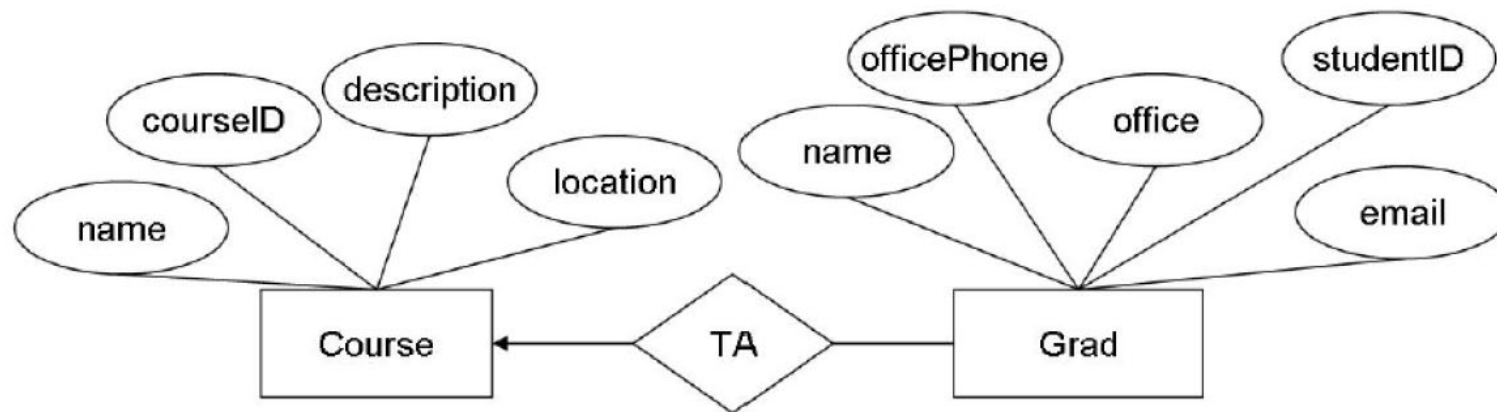 officePhone
studentID
description
courseID
office
name
location
name
email
Course
TA
Grad